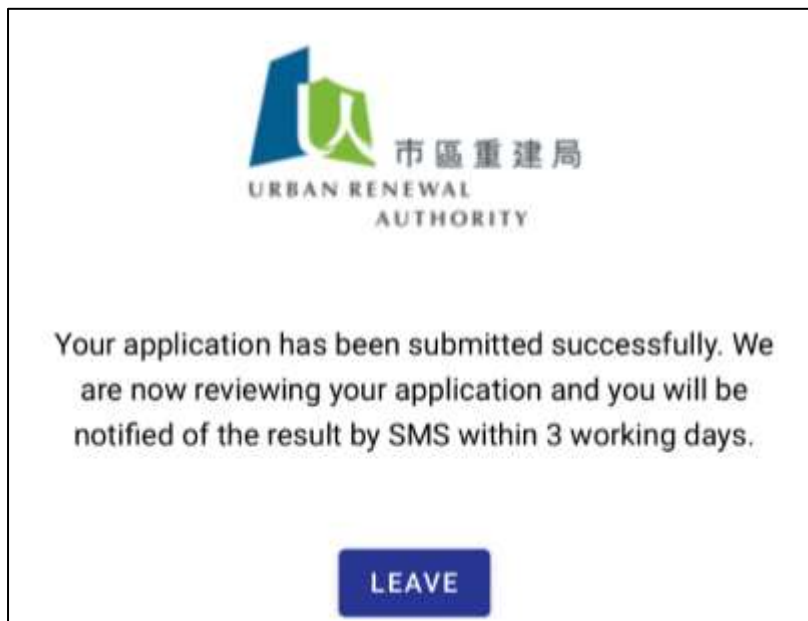 市區重建局
URBAN RENEWAL
AUTHORITY
Your application has been submitted successfully. We
are now reviewing your application and you will be
notified of the result by SMS within 3 working days.
LEAVE